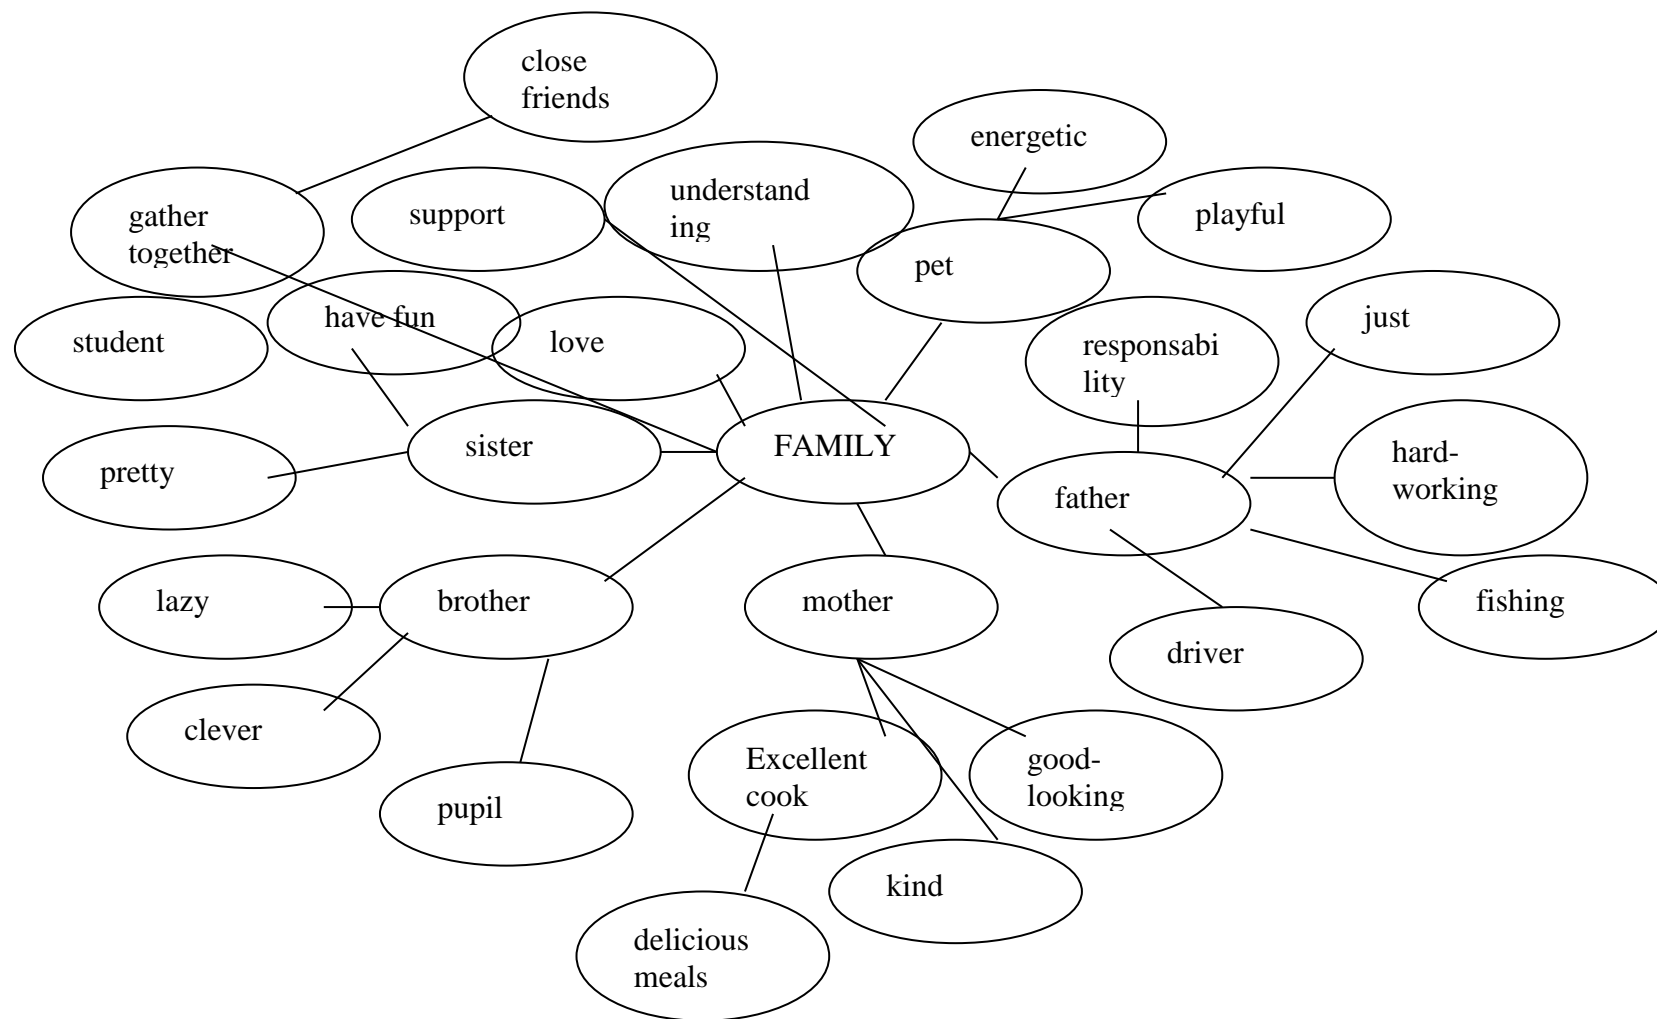 close
friends
energetic
understand
ing
support
playful
gather
together
pet
have fun
just
student
love
responsabi
lity
sister
FAMILY
hard-
working
pretty
father
lazy
brother
mother
fishing
driver
clever
Excellent
cook
good-
looking
pupil
kind
delicious
meals